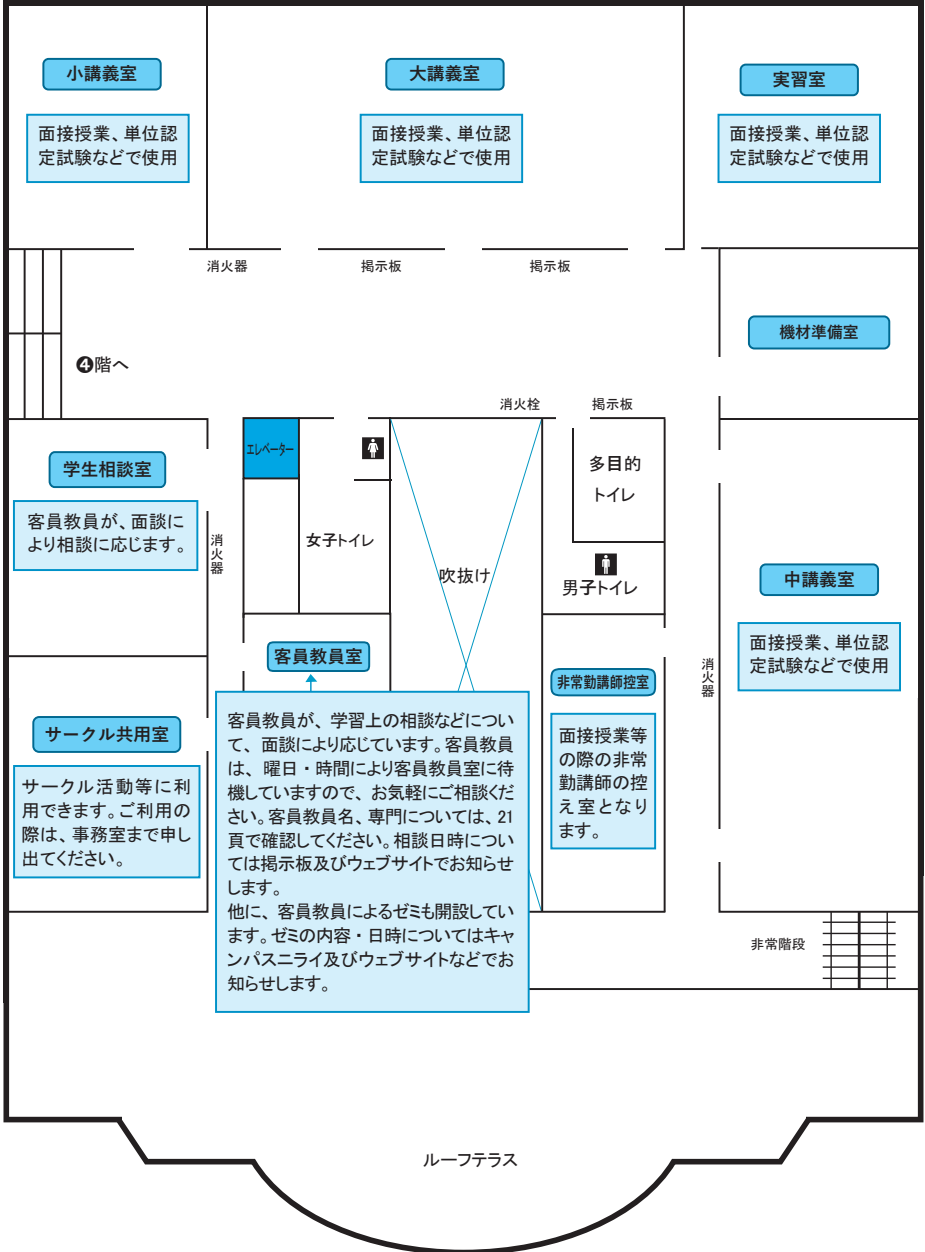 小講義室
面接授業、単位認
定試験などで使用
大講義室
面接授業、単位認
定試験などで使用
実習室
面接授業、単位認
定試験などで使用
消火器
掲示板
掲示板
機材準備室
❹階へ
消火栓
掲示板
エレベーター
学生相談室
客員教員が、面談に
より相談に応じます。
消火器
女子トイレ
吹抜け
多目的
トイレ
男子トイレ
中講義室
面接授業、単位認
定試験などで使用
消火器
客員教員室
客員教員が、学習上の相談などについ
て、面談により応じています。客員教員
は、曜日・時間により客員教員室に待
機していますので、お気軽にご相談くだ
さい。客員教員名、専門については、21
頁で確認してください。相談日時につい
ては掲示板及びウェブサイトでお知らせ
します。
他に、客員教員によるゼミも開設してい
ます。ゼミの内容・日時についてはキャ
ンパスニライ及びウェブサイトなどでお
知らせします。
非常勤講師控室
面接授業等
の際の非常
勤講師の控
え室となり
ます。
サークル共用室
サークル活動等に利
用できます。ご利用の
際は、事務室まで申し
出てください。
非常階段
ルーフテラス